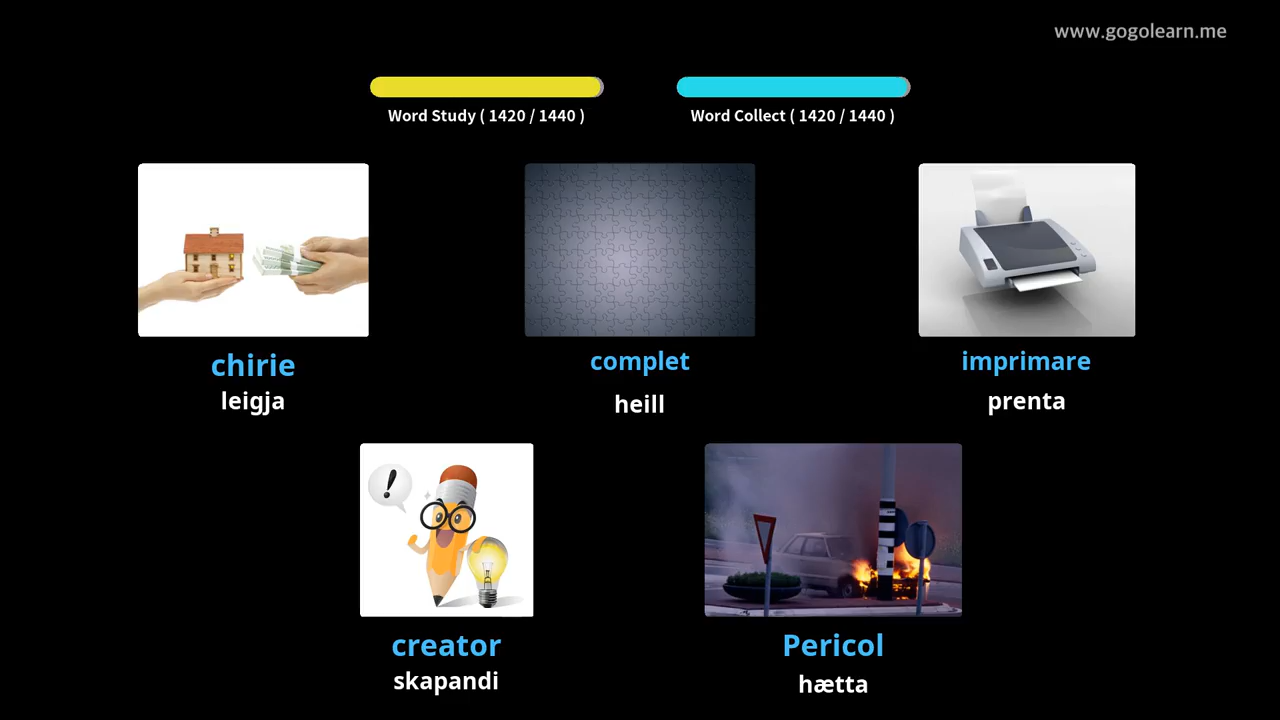 www.gogolearn.me
Word Study ( 1420 / 1440 )
Word Collect ( 1420 / 1440 )
chirie
leigja
complet
heill
imprimare
prenta
!
creator
skapandi
Pericol
hætta